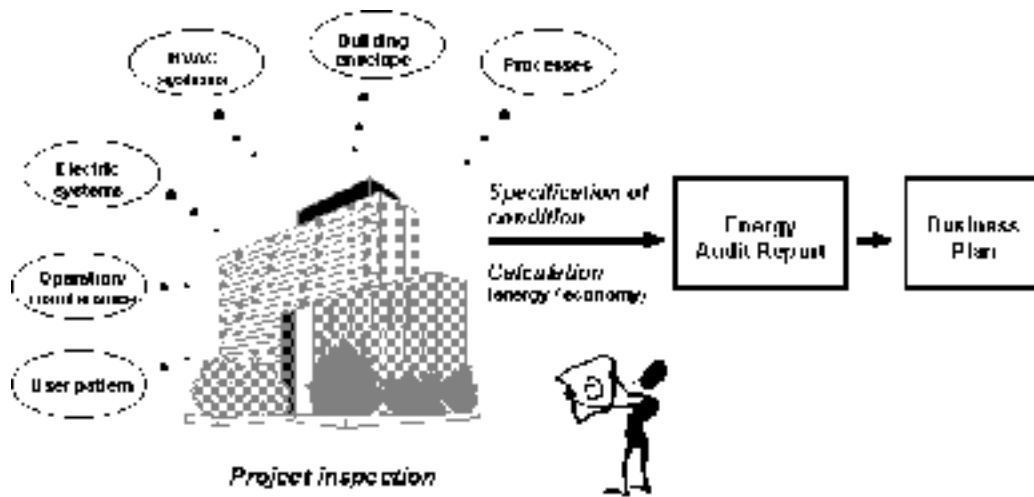 HVAC
systems
Building
envelope
Processes
Electric
systems
Operation/
maintenance
User pattern
Specification of
condition
Calculation
(energy / economy)
Energy
Audit Report
Business
Plan
Project inspection